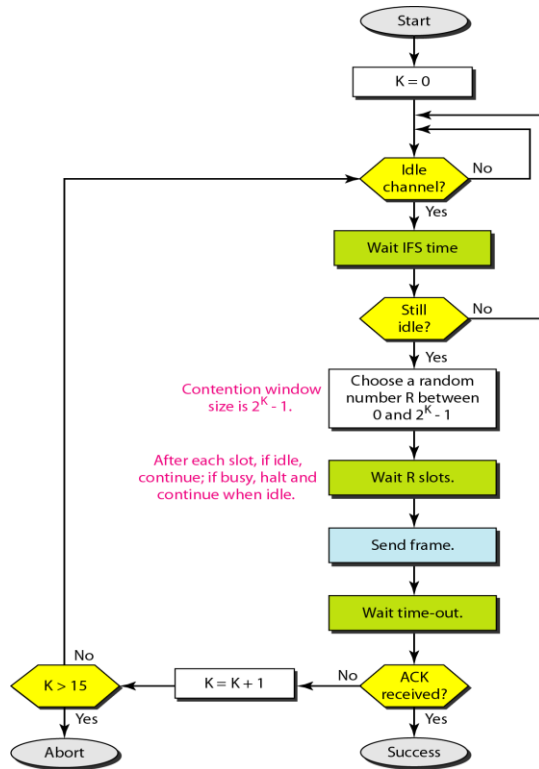 Start
K = 0
Idle
channel?
No
Yes
Wait IFS time
Still
idle?
No
Yes
Contention window
size is 2^K - 1.
Choose a random
number R between
0 and 2^K - 1
After each slot, if idle,
continue; if busy, halt and
continue when idle.
Wait R slots.
Send frame.
Wait time-out.
ACK
received?
No
K = K + 1
K > 15
No
Yes
Yes
Abort
Success